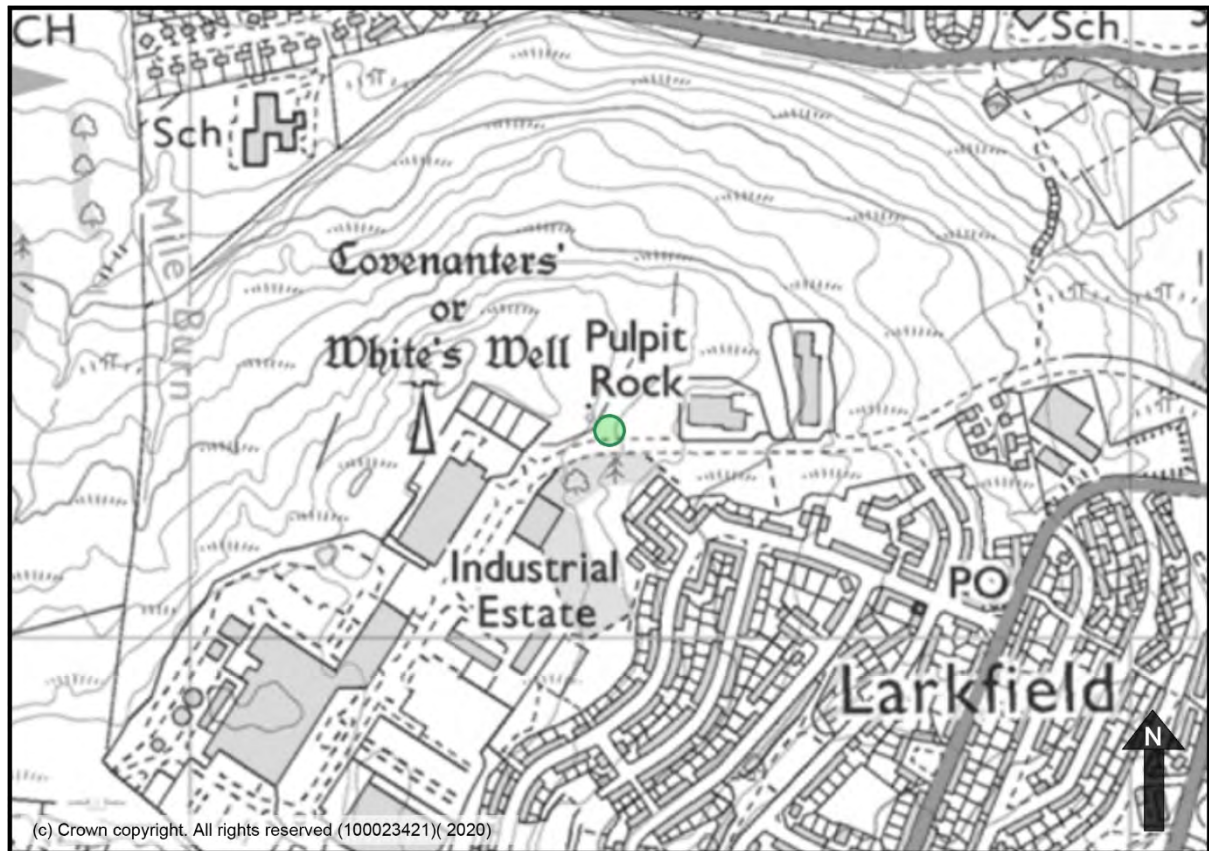 CH
Sch
Sch
Mile Burn
Covenanters'
or
White's Well
Pulpit
Rock
Industrial
Estate
PO
Larkfield
N
(c) Crown copyright. All rights reserved (100023421)( 2020)